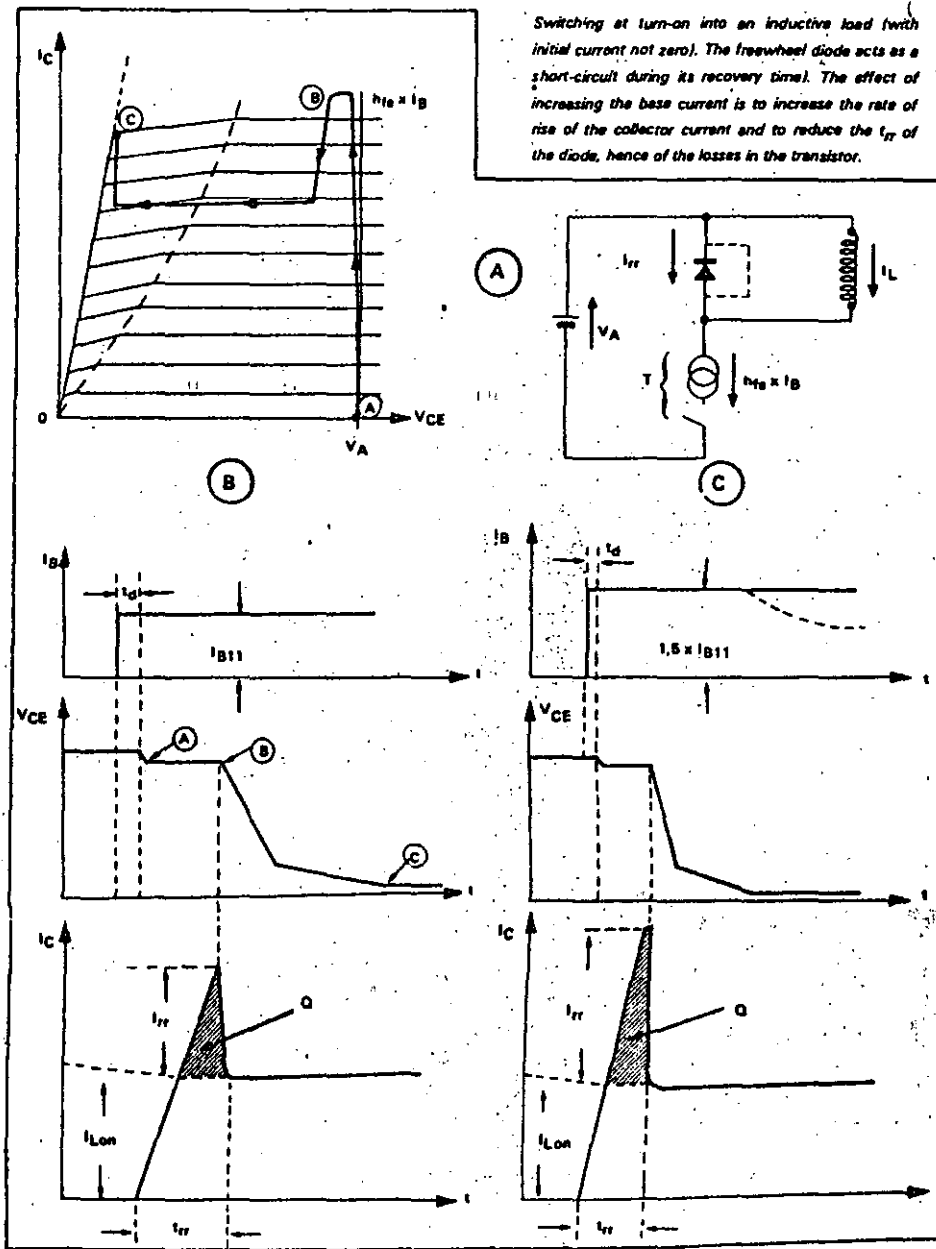 Switching at turn-on into an inductive load (with
initial current not zero). The freewheel diode acts as a
short-circuit during its recovery time). The effect of
increasing the base current is to increase the rate of
rise of the collector current and to reduce the trr of
the diode, hence of the losses in the transistor.
IC
C
B
hfe x IB
0
A
VCE
VA
A
Irr
IL
VA
T
hfe x IB
B
IB
td
IB11
t
VCE
A
B
C
t
IC
Irr
Q
ILon
t
trr
C
IB
td
1,5 x IB11
t
VCE
t
IC
Irr
Q
ILon
trr